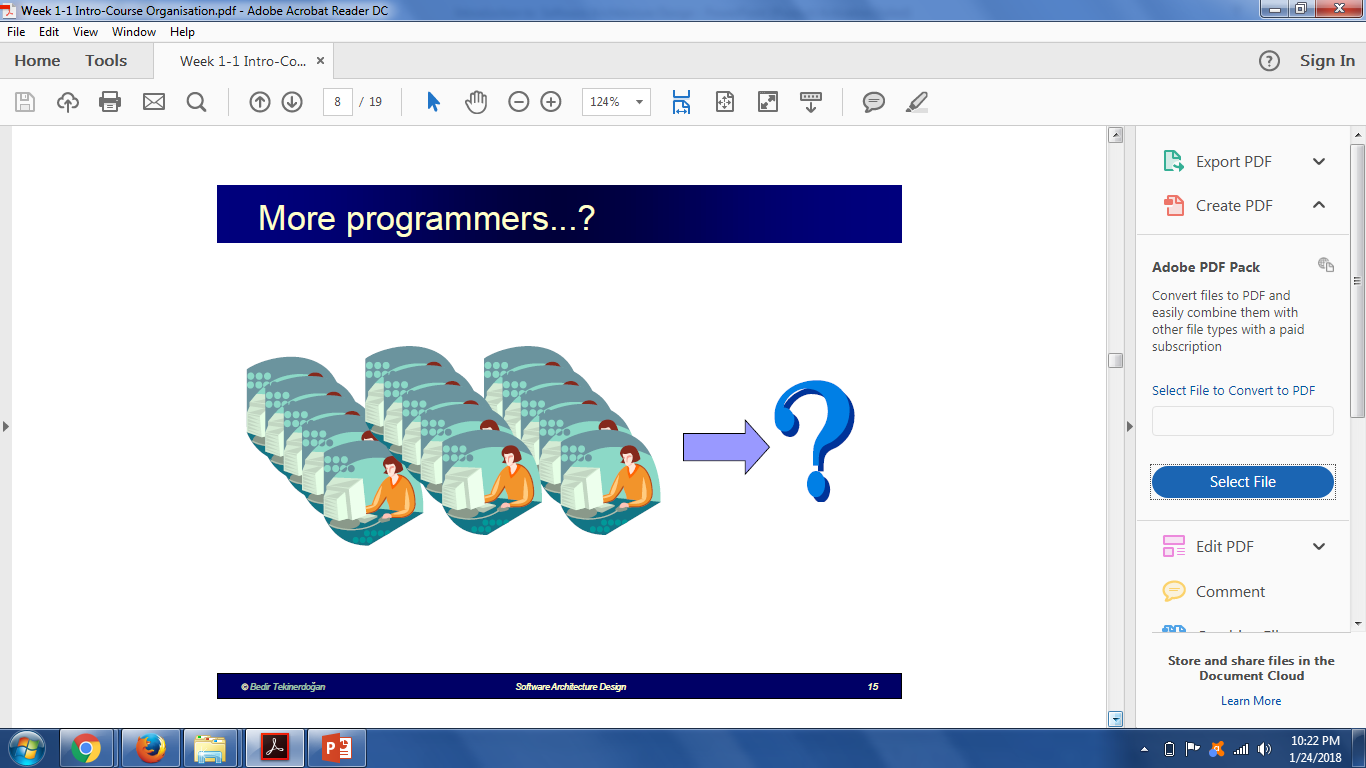 Week 1-1 Intro-Course Organisation.pdf - Adobe Acrobat Reader DC
File Edit View Window Help
Home Tools Week 1-1 Intro-Co... × Sign In
8 / 19 124%
More programmers...?
© Bedir Tekinerdoğan Software Architecture Design 15
Export PDF
Create PDF
Adobe PDF Pack
Convert files to PDF and
easily combine them with
other file types with a paid
subscription
Select File to Convert to PDF
Select File
Edit PDF
Comment
Store and share files in the
Document Cloud
Learn More
10:22 PM
1/24/2018